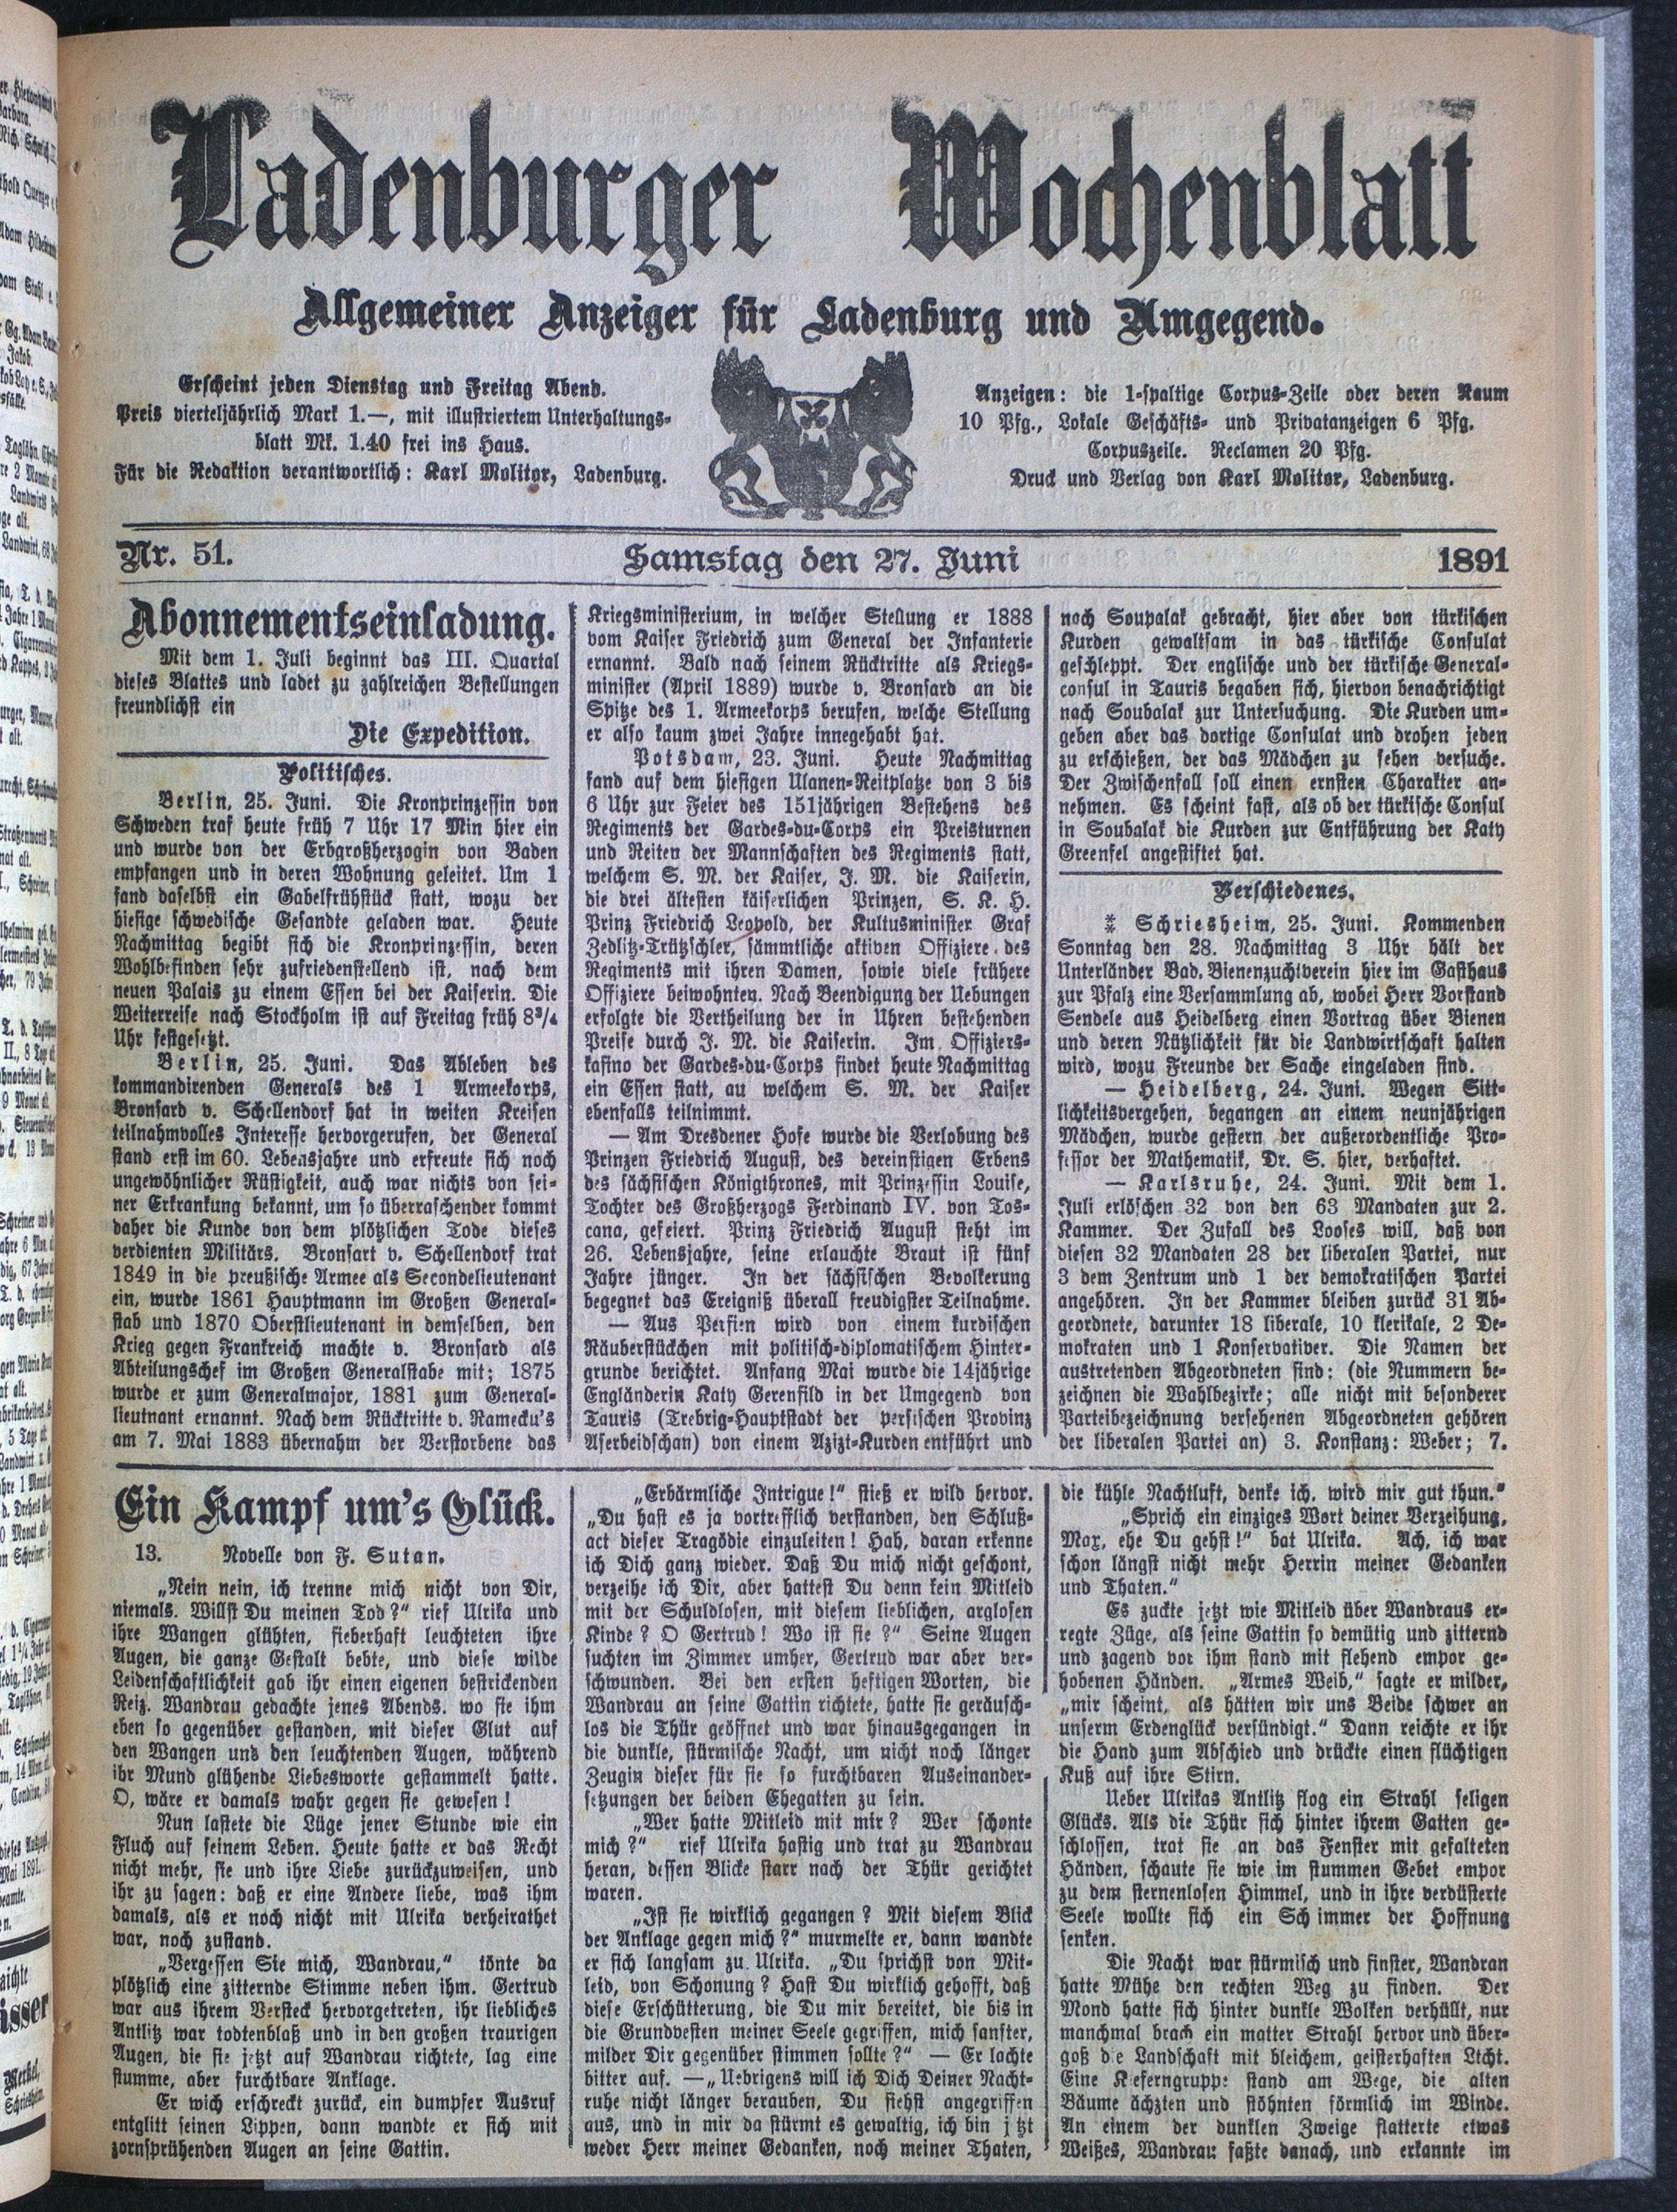 Ladenburger Wochenblatt
Allgemeiner Anzeiger für Ladenburg und Umgegend.
Erscheint jeden Dienstag und Freitag Abend.
Preis vierteljährlich Mark 1.—, mit illustriertem Unterhaltungs-
blatt Mk. 1.40 frei ins Haus.
Für die Redaktion verantwortlich: Karl Molitor, Ladenburg.
Anzeigen: die 1-spaltige Corpus-Zeile oder deren Raum
10 Pfg., Lokale Geschäfts- und Privatanzeigen 6 Pfg.
Corpuszeile. Reclamen 20 Pfg.
Druck und Verlag von Karl Molitor, Ladenburg.
Nr. 51.
Samstag den 27. Juni
1891
Abonnementseinladung.
Mit dem 1. Juli beginnt das III. Quartal
dieses Blattes und ladet zu zahlreichen Bestellungen
freundlichst ein
Die Expedition.
Politisches.
Berlin, 25. Juni. Die Kronprinzessin von
Schweden traf heute früh 7 Uhr 17 Min hier ein
und wurde von der Erbgroßherzogin von Baden
empfangen und in deren Wohnung geleitet. Um 1
fand daselbst ein Gabelfrühstück statt, wozu der
hiesige schwedische Gesandte geladen war. Heute
Nachmittag begibt sich die Kronprinzessin, deren
Wohlbefinden sehr zufriedenstellend ist, nach dem
neuen Palais zu einem Essen bei der Kaiserin. Die
Weiterreise nach Stockholm ist auf Freitag früh 8³/₄
Uhr festgesetzt.
Berlin, 25. Juni. Das Ableben des
kommandirenden Generals des 1 Armeekorps,
Bronsard v. Schellendorf hat in weiten Kreisen
teilnahmvolles Interesse hervorgerufen, der General
stand erst im 60. Lebensjahre und erfreute sich noch
ungewöhnlicher Rüstigkeit, auch war nichts von sei-
ner Erkrankung bekannt, um so überraschender kommt
daher die Kunde von dem plötzlichen Tode dieses
verdienten Militärs. Bronsart v. Schellendorf trat
1849 in die preußische Armee als Secondelieutenant
ein, wurde 1861 Hauptmann im Großen General-
stab und 1870 Oberstlieutenant in demselben, den
Krieg gegen Frankreich machte v. Bronsard als
Abteilungschef im Großen Generalstabe mit; 1875
wurde er zum Generalmajor, 1881 zum General-
lieutnant ernannt. Nach dem Rücktritte v. Ramecku's
am 7. Mai 1883 übernahm der Verstorbene das
Kriegsministerium, in welcher Stellung er 1888
vom Kaiser Friedrich zum General der Infanterie
ernannt. Bald nach seinem Rücktritte als Kriegs-
minister (April 1889) wurde v. Bronsard an die
Spitze des 1. Armeekorps berufen, welche Stellung
er also kaum zwei Jahre innegehabt hat.
Potsdam, 23. Juni. Heute Nachmittag
fand auf dem hiesigen Ulanen-Reitplatze von 3 bis
6 Uhr zur Feier des 151jährigen Bestehens des
Regiments der Gardes-du-Corps ein Preisturnen
und Reiten der Mannschaften des Regiments statt,
welchem S. M. der Kaiser, J. M. die Kaiserin,
die drei ältesten käiserlichen Prinzen, S. K. H.
Prinz Friedrich Leopold, der Kultusminister Graf
Zedlitz-Trützschler, sämmtliche aktiven Offiziere des
Regiments mit ihren Damen, sowie viele frühere
Offiziere beiwohnten. Nach Beendigung der Uebungen
erfolgte die Vertheilung der in Uhren bestehenden
Preise durch J. M. die Kaiserin. Im Offiziers-
kasino der Gardes-du-Corps findet heute Nachmittag
ein Essen statt, au welchem S. M. der Kaiser
ebenfalls teilnimmt.
— Am Dresdener Hofe wurde die Verlobung des
Prinzen Friedrich August, des dereinstigen Erbens
des sächsischen Königthrones, mit Prinzessin Louise,
Tochter des Großherzogs Ferdinand IV. von Tos-
cana, gefeiert. Prinz Friedrich August steht im
26. Lebensjahre, seine erlauchte Braut ist fünf
Jahre jünger. In der sächsischen Bevolkerung
begegnet das Ereigniß überall freudigster Teilnahme.
— Aus Persien wird von einem kurdischen
Räuberstückchen mit politisch-diplomatischem Hinter-
grunde berichtet. Anfang Mai wurde die 14jährige
Engländerin Katy Gerenfild in der Umgegend von
Tauris (Trebrig-Hauptstadt der persischen Provinz
Aserbeidschan) von einem Azizt-Kurden entführt und
nach Soupalak gebracht, hier aber von türkischen
Kurden gewaltsam in das türkische Consulat
geschleppt. Der englische und der türkische General-
consul in Tauris begaben sich, hiervon benachrichtigt
nach Soubalak zur Untersuchung. Die Kurden um-
geben aber das dortige Consulat und drohen jeden
zu erschießen, der das Mädchen zu sehen versuche.
Der Zwischenfall soll einen ernsten Charakter an-
nehmen. Es scheint fast, als ob der türkische Consul
in Soubalak die Kurden zur Entführung der Katy
Greenfel angestiftet hat.
Verschiedenes.
⁑ Schriesheim, 25. Juni. Kommenden
Sonntag den 28. Nachmittag 3 Uhr hält der
Unterländer Bad. Bienenzuchtverein hier im Gasthaus
zur Pfalz eine Versammlung ab, wobei Herr Vorstand
Sendele aus Heidelberg einen Vortrag über Bienen
und deren Nützlichkeit für die Landwirtschaft halten
wird, wozu Freunde der Sache eingeladen sind.
— Heidelberg, 24. Juni. Wegen Sitt-
lichkeitsvergehen, begangen an einem neunjährigen
Mädchen, wurde gestern der außerordentliche Pro-
fessor der Mathematik, Dr. S. hier, verhaftet.
— Karlsruhe, 24. Juni. Mit dem 1.
Juli erlöschen 32 von den 63 Mandaten zur 2.
Kammer. Der Zufall des Looses will, daß von
diesen 32 Mandaten 28 der liberalen Partei, nur
3 dem Zentrum und 1 der demokratischen Partei
angehören. In der Kammer bleiben zurück 31 Ab-
geordnete, darunter 18 liberale, 10 klerikale, 2 De-
mokraten und 1 Konservativer. Die Namen der
austretenden Abgeordneten sind: (die Nummern be-
zeichnen die Wahlbezirke; alle nicht mit besonderer
Parteibezeichnung versehenen Abgeordneten gehören
der liberalen Partei an) 3. Konstanz: Weber; 7.
Ein Kampf um's Glück.
13. Novelle von F. Sutan.
„Nein nein, ich trenne mich nicht von Dir,
niemals. Willst Du meinen Tod?" rief Ulrika und
ihre Wangen glühten, fieberhaft leuchteten ihre
Augen, die ganze Gestalt bebte, und diese wilde
Leidenschaftlichkeit gab ihr einen eigenen bestrickenden
Reiz. Wandrau gedachte jenes Abends. wo sie ihm
eben so gegenüber gestanden, mit dieser Glut auf
den Wangen und den leuchtenden Augen, während
ihr Mund glühende Liebesworte gestammelt hatte.
O, wäre er damals wahr gegen sie gewesen!
Nun lastete die Lüge jener Stunde wie ein
Fluch auf seinem Leben. Heute hatte er das Recht
nicht mehr, sie und ihre Liebe zurückzuweisen, und
ihr zu sagen: daß er eine Andere liebe, was ihm
damals, als er noch nicht mit Ulrika verheirathet
war, noch zustand.
„Vergessen Sie mich, Wandrau," tönte da
plötzlich eine zitternde Stimme neben ihm. Gertrud
war aus ihrem Versteck hervorgetreten, ihr liebliches
Antlitz war todtenblaß und in den großen traurigen
Augen, die sie jetzt auf Wandrau richtete, lag eine
stumme, aber furchtbare Anklage.
Er wich erschreckt zurück, ein dumpfer Ausruf
entglitt seinen Lippen, dann wandte er sich mit
zornsprühenden Augen an seine Gattin.
„Erbärmliche Intrigue!" stieß er wild hervor.
„Du hast es ja vortrefflich verstanden, den Schluß-
act dieser Tragödie einzuleiten! Hah, daran erkenne
ich Dich ganz wieder. Daß Du mich nicht geschont,
verzeihe ich Dir, aber hattest Du denn kein Mitleid
mit der Schuldlosen, mit diesem lieblichen, arglosen
Kinde? O Gertrud! Wo ist sie?" Seine Augen
suchten im Zimmer umher, Gertrud war aber ver-
schwunden. Bei den ersten heftigen Worten, die
Wandrau an seine Gattin richtete, hatte sie geräusch-
los die Thür geöffnet und war hinausgegangen in
die dunkle, stürmische Nacht, um nicht noch länger
Zeugin dieser für sie so furchtbaren Auseinander-
setzungen der beiden Ehegatten zu sein.
„Wer hatte Mitleid mit mir? Wer schonte
mich?" rief Ulrika hastig und trat zu Wandrau
heran, dessen Blicke starr nach der Thür gerichtet
waren.
„Ist sie wirklich gegangen? Mit diesem Blick
der Anklage gegen mich?" murmelte er, dann wandte
er sich langsam zu Ulrika. „Du sprichst von Mit-
leid, von Schonung? Hast Du wirklich gehofft, daß
diese Erschütterung, die Du mir bereitet, die bis in
die Grundvesten meiner Seele gegriffen, mich sanfter,
milder Dir gegenüber stimmen sollte?" — Er lachte
bitter auf. — „Uebrigens will ich Dich Deiner Nacht-
ruhe nicht länger berauben, Du siehst angegriffen
aus, und in mir da stürmt es gewaltig, ich bin j tzt
weder Herr meiner Gedanken, noch meiner Thaten,
die kühle Nachtluft, denke ich, wird mir gut thun."
„Sprich ein einziges Wort deiner Verzeihung,
Max, ehe Du gehst!" bat Ulrika. Ach, ich war
schon längst nicht mehr Herrin meiner Gedanken
und Thaten."
Es zuckte jetzt wie Mitleid über Wandraus er-
regte Züge, als seine Gattin so demütig und zitternd
und zagend vor ihm stand mit flehend empor ge-
hobenen Händen. „Armes Weib," sagte er milder,
„mir scheint, als hätten wir uns Beide schwer an
unserm Erdenglück versündigt." Dann reichte er ihr
die Hand zum Abschied und drückte einen flüchtigen
Kuß auf ihre Stirn.
Ueber Ulrikas Antlitz flog ein Strahl seligen
Glücks. Als die Thür sich hinter ihrem Gatten ge-
schlossen, trat sie an das Fenster mit gefalteten
Händen, schaute sie wie im stummen Gebet empor
zu dem sternenlosen Himmel, und in ihre verdüsterte
Seele wollte sich ein Schimmer der Hoffnung
senken.
Die Nacht war stürmisch und finster, Wandran
hatte Mühe den rechten Weg zu finden. Der
Mond hatte sich hinter dunkle Wolken verhüllt, nur
manchmal brach ein matter Strahl hervor und über-
goß d e Landschaft mit bleichem, geisterhaften Ltcht.
Eine Kieferngruppe stand am Wege, die alten
Bäume ächzten und stöhnten förmlich im Winde.
An einem der dunklen Zweige flatterte etwas
Weißes, Wandrau faßte danach, und erkannte im